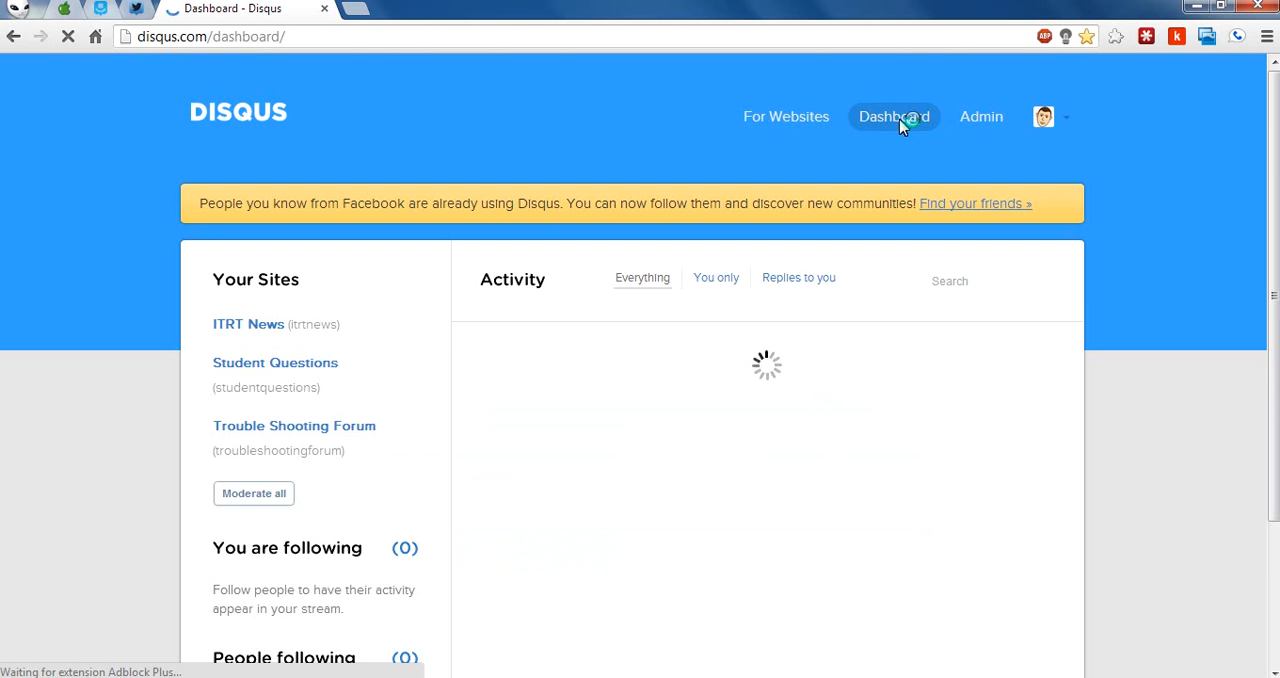 Dashboard - Disqus
disqus.com/dashboard/
ABP
k
DISQUS
For Websites
Dashboard
Admin
People you know from Facebook are already using Disqus. You can now follow them and discover new communities! Find your friends »
Your Sites
ITRT News (itrtnews)
Student Questions
(studentquestions)
Trouble Shooting Forum
(troubleshootingforum)
Moderate all
You are following (0)
Follow people to have their activity
appear in your stream.
People following (0)
Activity
Everything
You only
Replies to you
Search
Waiting for extension Adblock Plus...